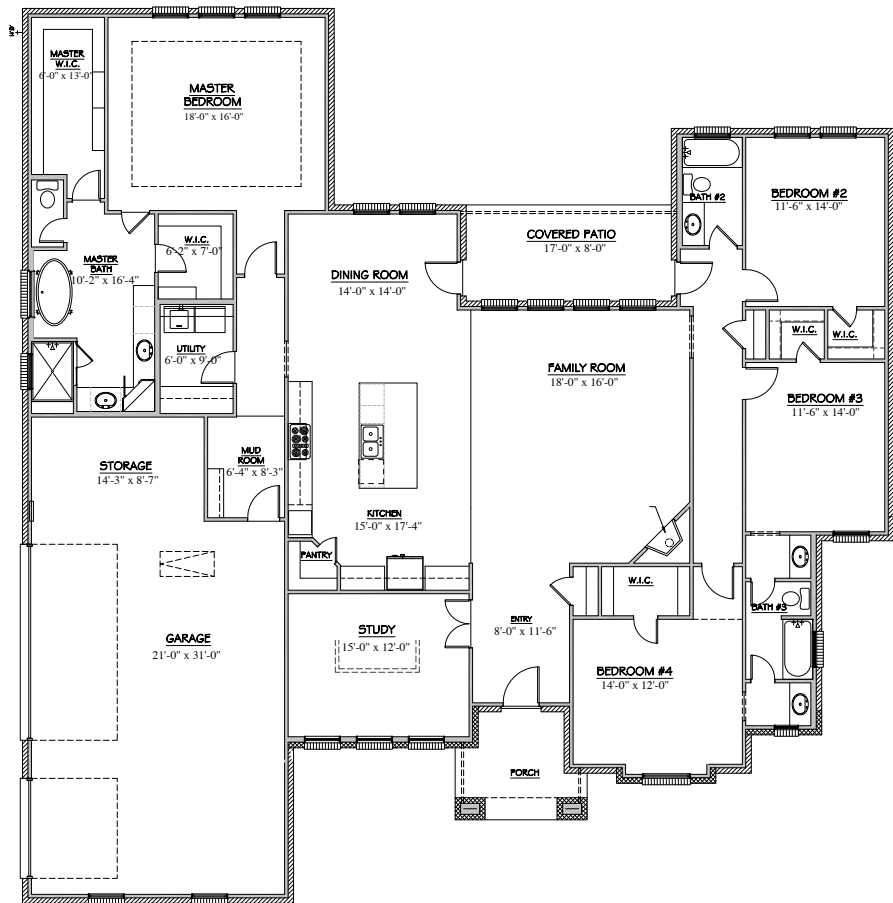 MASTER
W.I.C.
6'-0" x 13'-0"
MASTER
BEDROOM
18'-0" x 16'-0"
BEDROOM #2
11'-6" x 14'-0"
BATH #2
COVERED PATIO
17'-0" x 8'-0"
W.I.C.
6'-2" x 7'-0"
MASTER
BATH
10'-2" x 16'-4"
DINING ROOM
14'-0" x 14'-0"
W.I.C.
W.I.C.
UTILITY
6'-0" x 9'-0"
FAMILY ROOM
18'-0" x 16'-0"
BEDROOM #3
11'-6" x 14'-0"
MUD
ROOM
6'-4" x 8'-3"
STORAGE
14'-3" x 8'-7"
KITCHEN
15'-0" x 17'-4"
PANTRY
W.I.C.
BATH #3
ENTRY
8'-0" x 11'-6"
STUDY
15'-0" x 12'-0"
GARAGE
21'-0" x 31'-0"
BEDROOM #4
14'-0" x 12'-0"
PORCH